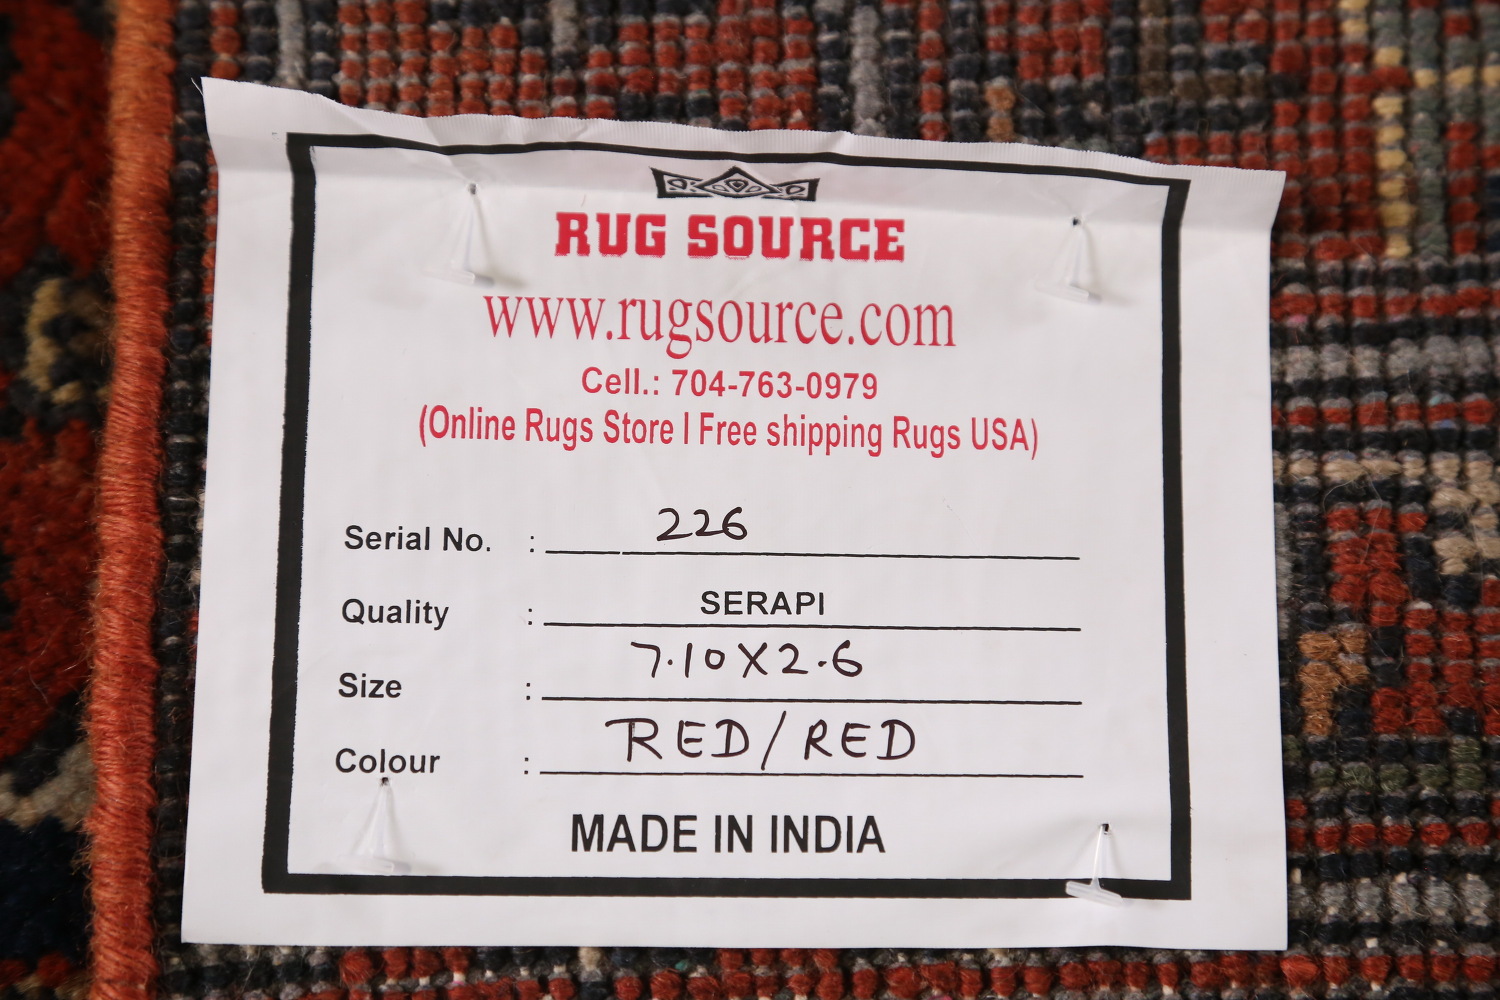 RUG SOURCE
www.rugsource.com
Cell.: 704-763-0979
(Online Rugs Store I Free shipping Rugs USA)
Serial No. : 226
Quality : SERAPI
Size : 7.10X2.6
Colour : RED/RED
MADE IN INDIA